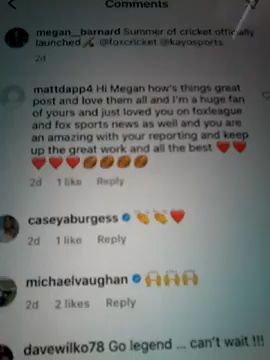 Comments
megan__barnard Summer of cricket officially
launched🏏 @foxcricket @kayosports
2d
mattdapp4 Hi Megan how's things great
post and love them all and I'm a huge fan
of yours and just loved you on foxleague
and fox sports news as well and you are
an amazing with your reporting and keep
up the great work and all the best ❤️❤️
❤️❤️❤️🏉🏉🏉🏉
2d 1 like Reply
caseyaburgess 👏👏❤️
2d 1 like Reply
michaelvaughan 🙌🙌🙌
2d 2 likes Reply
davewilko78 Go legend ... can't wait !!!